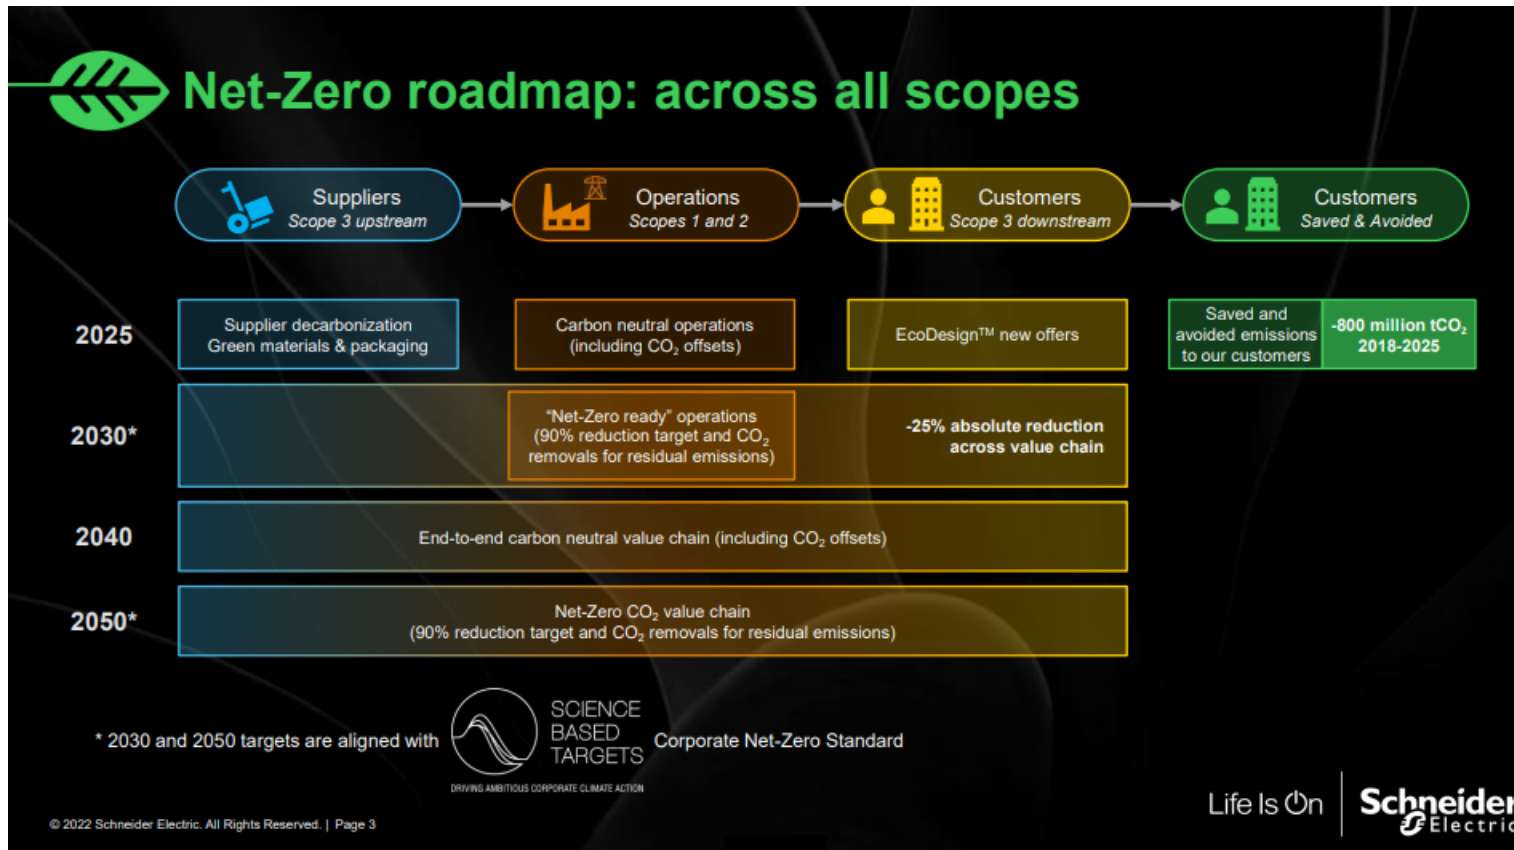 Net-Zero roadmap: across all scopes
Suppliers
Scope 3 upstream
Operations
Scopes 1 and 2
Customers
Scope 3 downstream
Customers
Saved & Avoided
2025
Supplier decarbonization
Green materials & packaging
Carbon neutral operations
(including CO₂ offsets)
EcoDesign™ new offers
Saved and
avoided emissions
to our customers
-800 million tCO₂
2018-2025
2030*
“Net-Zero ready” operations
(90% reduction target and CO₂
removals for residual emissions)
-25% absolute reduction
across value chain
2040
End-to-end carbon neutral value chain (including CO₂ offsets)
2050*
Net-Zero CO₂ value chain
(90% reduction target and CO₂ removals for residual emissions)
* 2030 and 2050 targets are aligned with
SCIENCE
BASED
TARGETS
DRIVING AMBITIOUS CORPORATE CLIMATE ACTION
Corporate Net-Zero Standard
© 2022 Schneider Electric. All Rights Reserved. | Page 3
Life Is On
Schneider
Electric